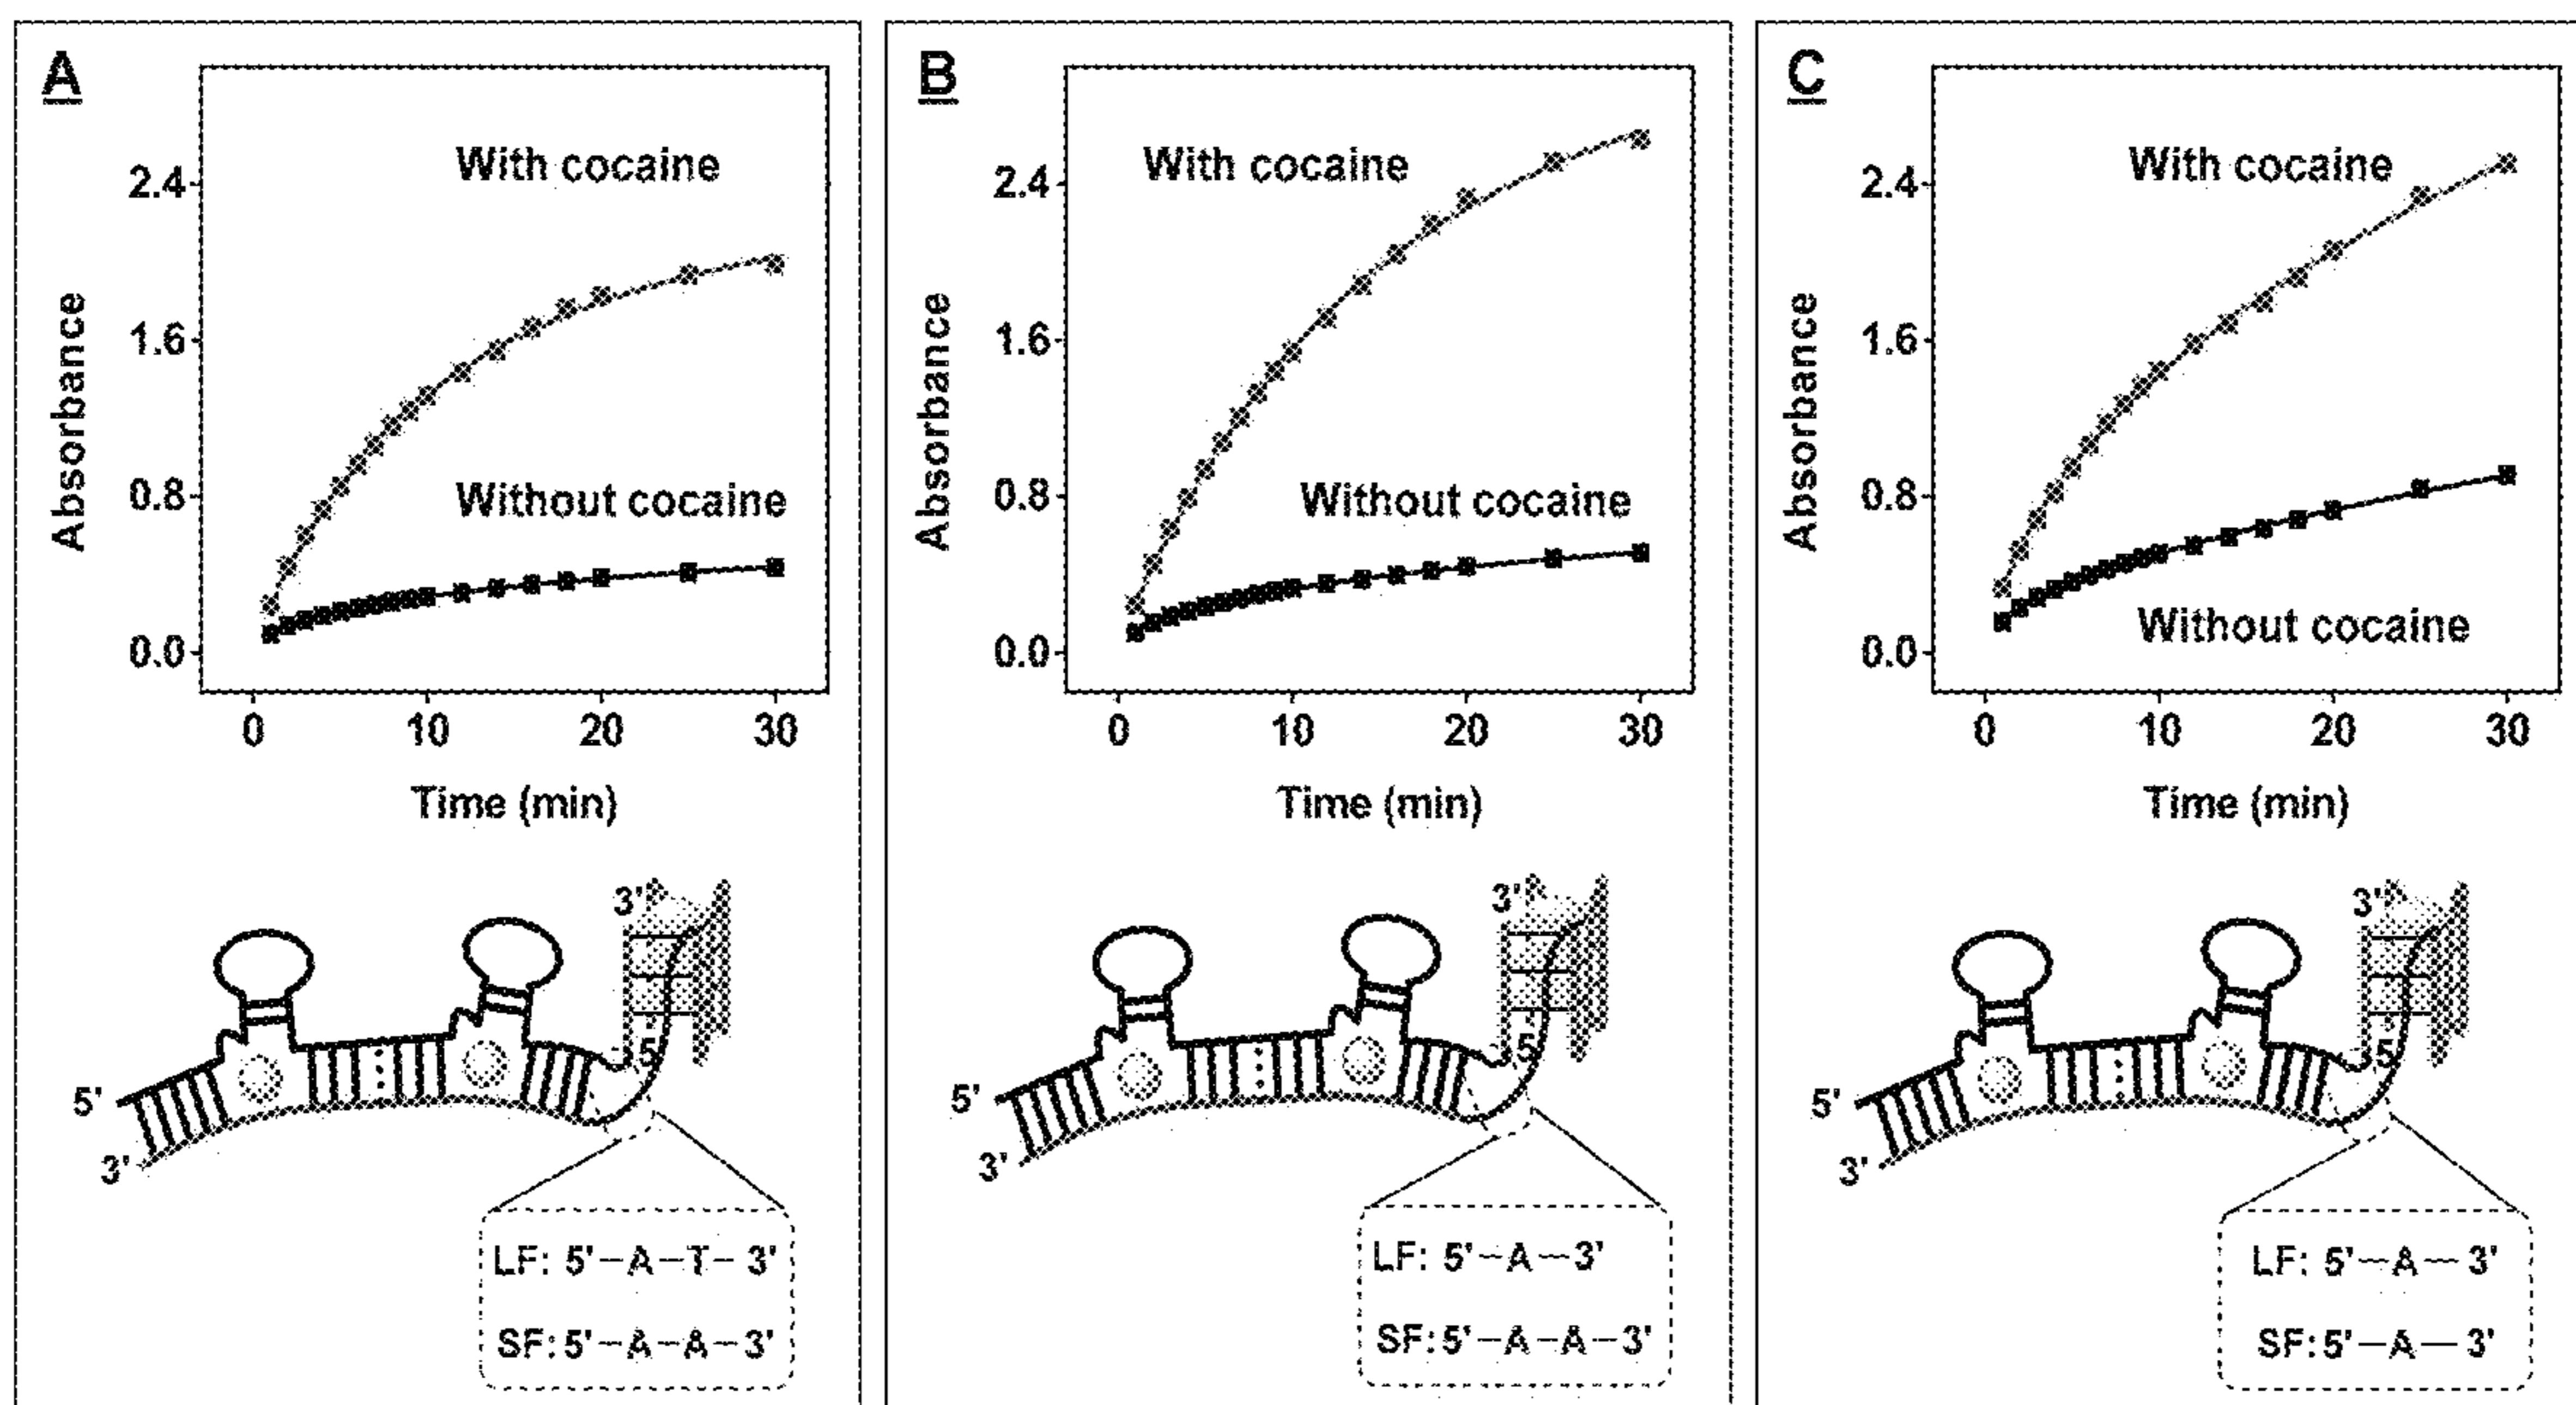 A
With cocaine
Without cocaine
Absorbance
2.4
1.6
0.8
0.0
0 10 20 30
Time (min)
3'
5'
5'
3'
LF: 5'–A–T–3'
SF: 5'–A–A–3'
B
With cocaine
Without cocaine
Absorbance
2.4
1.6
0.8
0.0
0 10 20 30
Time (min)
3'
5'
5'
3'
LF: 5'–A–3'
SF: 5'–A–A–3'
C
With cocaine
Without cocaine
Absorbance
2.4
1.6
0.8
0.0
0 10 20 30
Time (min)
3'
5'
5'
3'
LF: 5'–A–3'
SF: 5'–A–3'